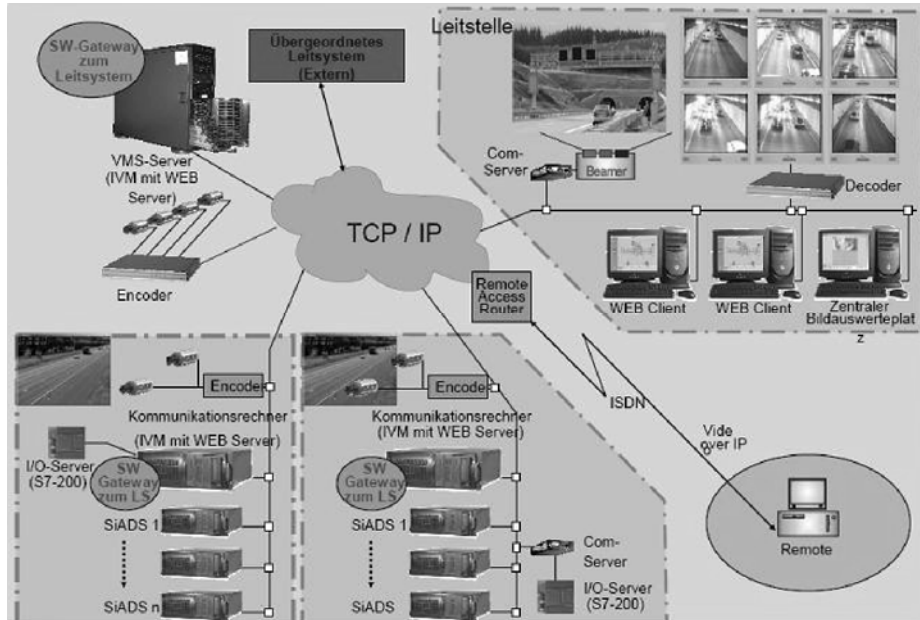 SW-Gateway
zum
Leitsystem
Übergeordnetes
Leitsystem
(Extern)
Leitstelle
VMS-Server
(IVM mit WEB
Server)
Encoder
TCP / IP
Com-
Server
Beamer
Decoder
WEB Client
WEB Client
Zentraler
Bildauswerteplat
z
Remote
Access
Router
ISDN
Vide
o
over IP
Remote
Encoder
Kommunikationsrechner
(IVM mit WEB Server)
I/O-Server
(S7-200)
SW
Gateway
zum LS
SiADS 1
SiADS n
Encoder
Kommunikationsrechner
(IVM mit WEB Server)
SW
Gateway
zum LS
SiADS 1
SiADS
Com-
Server
I/O-Server
(S7-200)